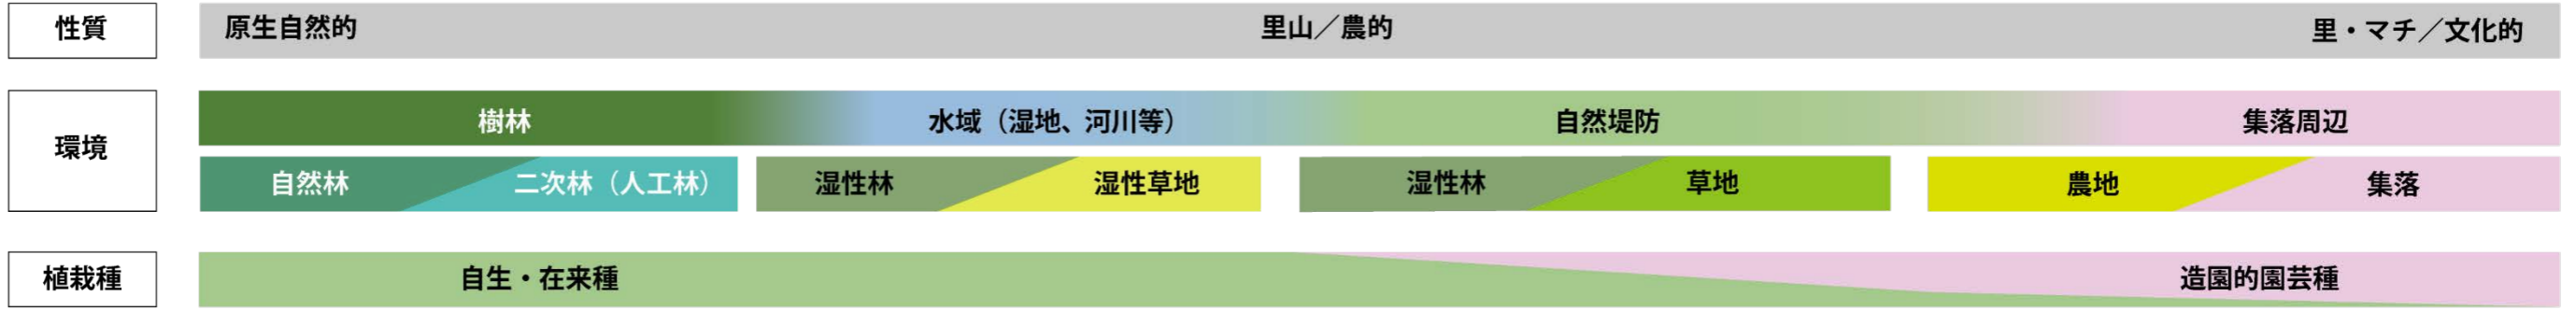 性質
原生自然的
里山／農的
里・マチ／文化的
環境
樹林
水域（湿地、河川等）
自然堤防
集落周辺
自然林
二次林（人工林）
湿性林
湿性草地
湿性林
草地
農地
集落
植栽種
自生・在来種
造園的園芸種